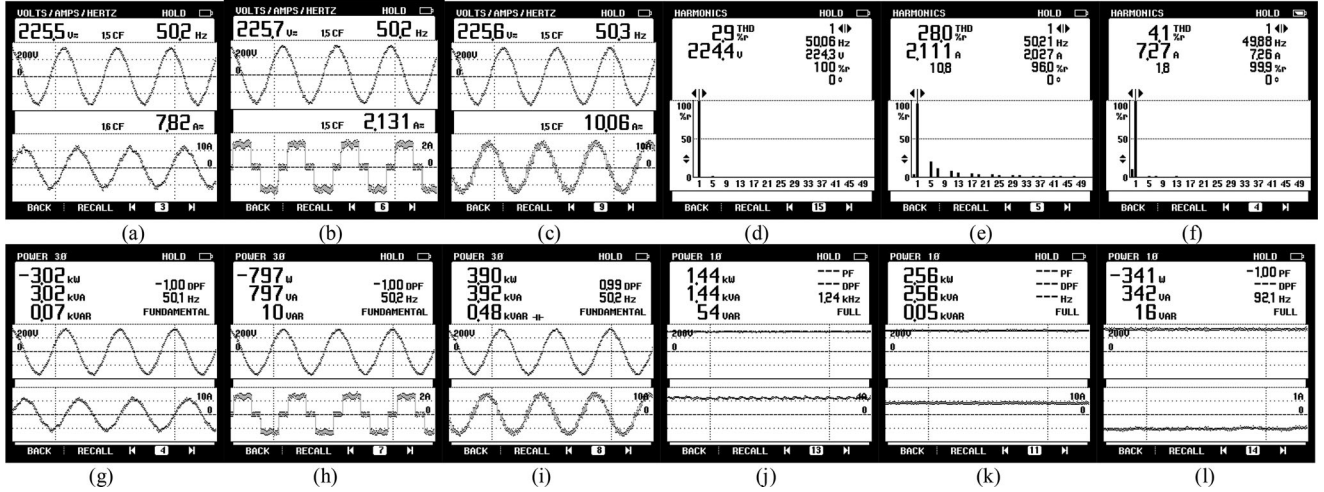 VOLTS/AMPS/HERTZ HOLD
225.5 V≂ 1.5 CF 50.2 Hz
200V
0
1.6 CF 7.82 A≂
10A
0
BACK RECALL 3
(a)
VOLTS/AMPS/HERTZ HOLD
225.7 V≂ 1.5 CF 50.2 Hz
200V
0
1.5 CF 2.131 A≂
2A
0
BACK RECALL 6
(b)
VOLTS/AMPS/HERTZ HOLD
225.6 V≂ 1.5 CF 50.3 Hz
200V
0
1.5 CF 10.06 A≂
10A
0
BACK RECALL 9
(c)
HARMONICS HOLD
2.9 THD %r 1
50.06 Hz
224.4 V 224.3 V
100 %r
0 °
100
%r
50
0
1 5 9 13 17 21 25 29 33 37 41 45 49
BACK RECALL 15
(d)
HARMONICS HOLD
28.0 THD %r 1
50.21 Hz
2.111 A 2.027 A
10.8 96.0 %r
0 °
100
%r
50
0
1 5 9 13 17 21 25 29 33 37 41 45 49
BACK RECALL 5
(e)
HARMONICS HOLD
4.1 THD %r 1
49.88 Hz
7.27 A 7.26 A
1.8 99.9 %r
0 °
100
%r
50
0
1 5 9 13 17 21 25 29 33 37 41 45 49
BACK RECALL 4
(f)
POWER 3Ø HOLD
-3.02 kW
3.02 kVA -1.00 DPF
50.1 Hz
0.07 kVAR FUNDAMENTAL
200V
0
10A
0
BACK RECALL 4
(g)
POWER 3Ø HOLD
-797 W
797 VA -1.00 DPF
50.2 Hz
10 VAR FUNDAMENTAL
200V
0
2A
0
BACK RECALL 7
(h)
POWER 3Ø HOLD
3.90 kW
3.92 kVA 0.99 DPF
50.2 Hz
0.48 kVAR FUNDAMENTAL
200V
0
10A
0
BACK RECALL 8
(i)
POWER 1Ø HOLD
1.44 kW --- PF
--- DPF
1.44 kVA 1.24 kHz
54 VAR FULL
200V
0
4A
0
BACK RECALL 13
(j)
POWER 1Ø HOLD
2.56 kW --- PF
--- DPF
2.56 kVA --- Hz
0.05 kVAR FULL
200V
0
10A
0
BACK RECALL 11
(k)
POWER 1Ø HOLD
-341 W -1.00 PF
--- DPF
342 VA 92.1 Hz
16 VAR FULL
200V
0
1A
0
BACK RECALL 14
(l)